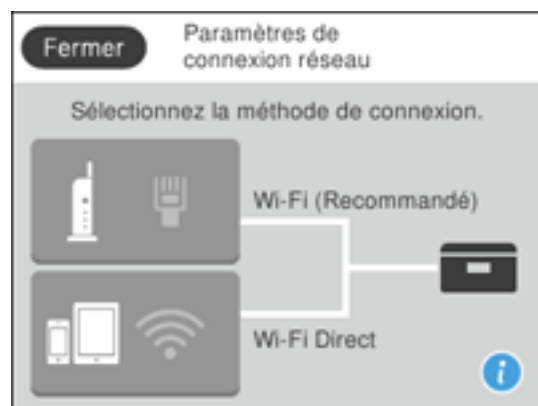 Fermer
Paramètres de
connexion réseau
Sélectionnez la méthode de connexion.
Wi-Fi (Recommandé)
Wi-Fi Direct
i